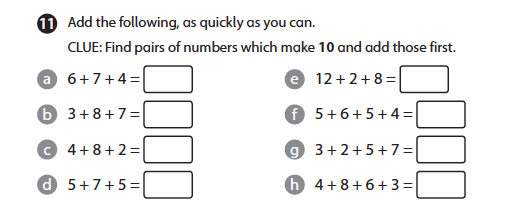 11 Add the following, as quickly as you can.
CLUE: Find pairs of numbers which make 10 and add those first.
a 6 + 7 + 4 =
b 3 + 8 + 7 =
c 4 + 8 + 2 =
d 5 + 7 + 5 =
e 12 + 2 + 8 =
f 5 + 6 + 5 + 4 =
g 3 + 2 + 5 + 7 =
h 4 + 8 + 6 + 3 =